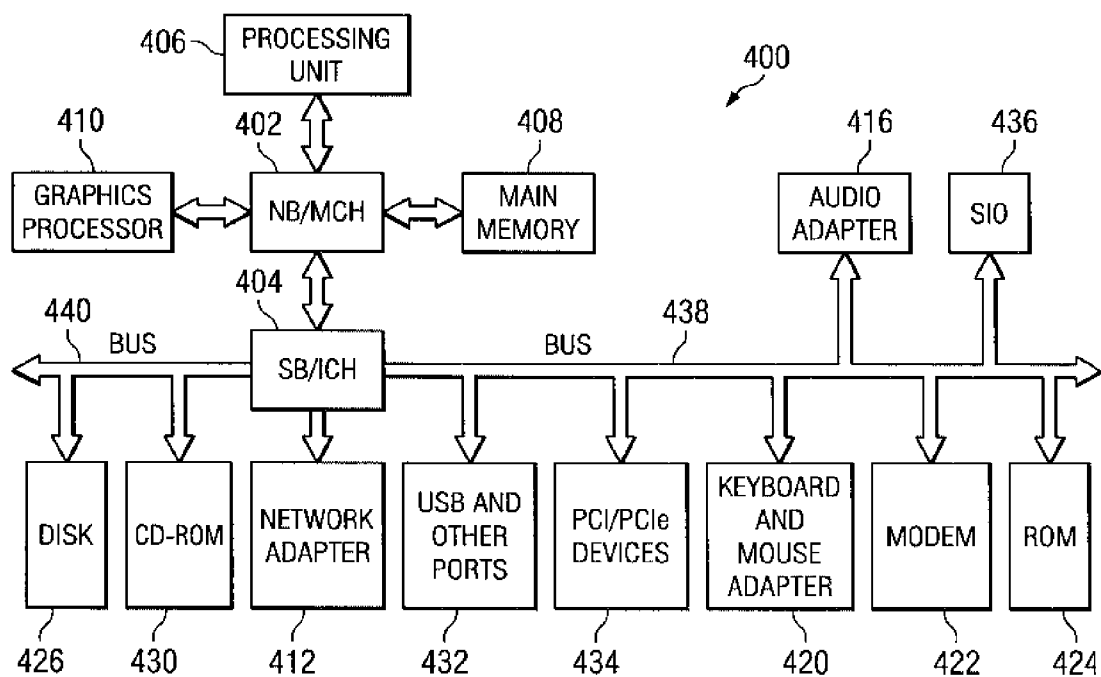 406
PROCESSING
UNIT
400
410
402
408
416
436
GRAPHICS
PROCESSOR
NB/MCH
MAIN
MEMORY
AUDIO
ADAPTER
SIO
404
440
BUS
SB/ICH
BUS
438
DISK
CD-ROM
NETWORK
ADAPTER
USB AND
OTHER
PORTS
PCI/PCIe
DEVICES
KEYBOARD
AND
MOUSE
ADAPTER
MODEM
ROM
426
430
412
432
434
420
422
424